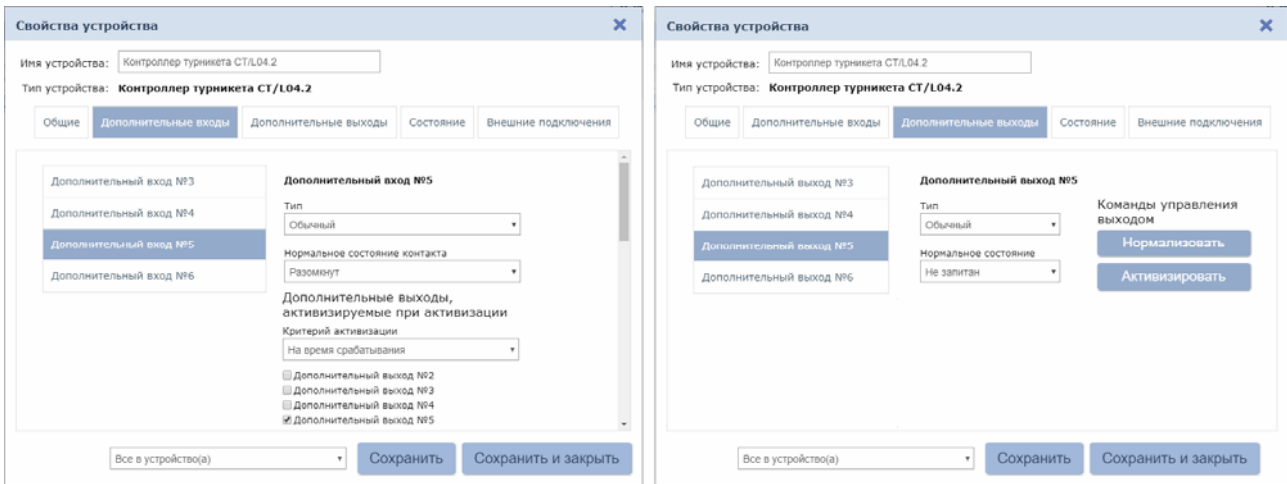 Свойства устройства
Имя устройства: Контроллер турникета CT/L04.2
Тип устройства: Контроллер турникета CT/L04.2
Общие Дополнительные входы Дополнительные выходы Состояние Внешние подключения
Дополнительный вход №3
Дополнительный вход №4
Дополнительный вход №5
Дополнительный вход №6
Дополнительный вход №5
Тип
Обычный
Нормальное состояние контакта
Разомкнут
Дополнительные выходы,
активизируемые при активизации
Критерий активизации
На время срабатывания
Дополнительный выход №2
Дополнительный выход №3
Дополнительный выход №4
Дополнительный выход №5
Все в устройство(а) Сохранить Сохранить и закрыть
Свойства устройства
Имя устройства: Контроллер турникета CT/L04.2
Тип устройства: Контроллер турникета CT/L04.2
Общие Дополнительные входы Дополнительные выходы Состояние Внешние подключения
Дополнительный выход №3
Дополнительный выход №4
Дополнительный выход №5
Дополнительный выход №6
Дополнительный выход №5
Тип
Обычный
Нормальное состояние
Не запитан
Команды управления
выходом
Нормализовать
Активизировать
Все в устройство(а) Сохранить Сохранить и закрыть